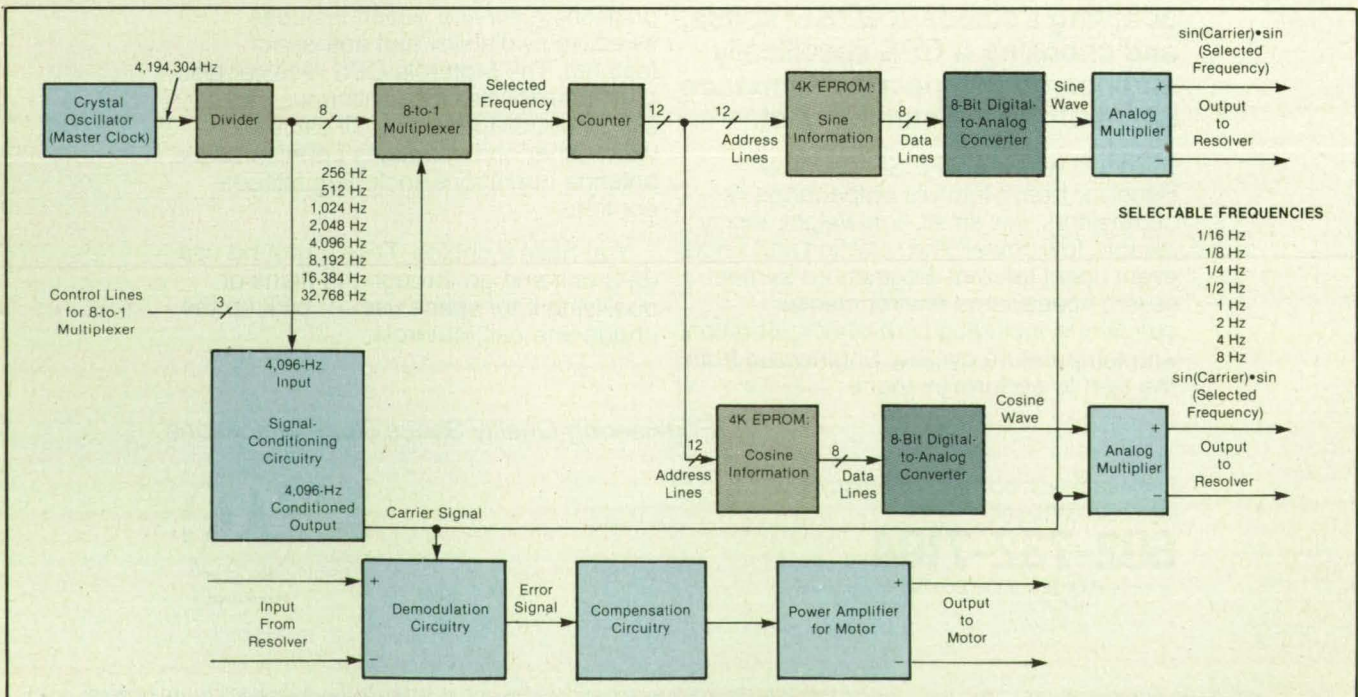 4,194,304 Hz
Crystal
Oscillator
(Master Clock)
Divider
8
8-to-1
Multiplexer
Selected
Frequency
Counter
12
12
Address
Lines
4K EPROM:
Sine
Information
8
Data
Lines
8-Bit Digital-
to-Analog
Converter
Sine
Wave
Analog
Multiplier
+
−
sin(Carrier)•sin
(Selected
Frequency)
Output
to
Resolver
256 Hz
512 Hz
1,024 Hz
2,048 Hz
4,096 Hz
8,192 Hz
16,384 Hz
32,768 Hz
Control Lines
for 8-to-1
Multiplexer
3
SELECTABLE FREQUENCIES
1/16 Hz
1/8 Hz
1/4 Hz
1/2 Hz
1 Hz
2 Hz
4 Hz
8 Hz
4,096-Hz
Input
Signal-
Conditioning
Circuitry
4,096-Hz
Conditioned
Output
Carrier Signal
12
Address
Lines
4K EPROM:
Cosine
Information
8
Data
Lines
8-Bit Digital-
to-Analog
Converter
Cosine
Wave
Analog
Multiplier
+
−
sin(Carrier)•sin
(Selected
Frequency)
Output
to
Resolver
Input
From
Resolver
+
−
Demodulation
Circuitry
Error
Signal
Compensation
Circuitry
Power Amplifier
for Motor
+
−
Output
to
Motor